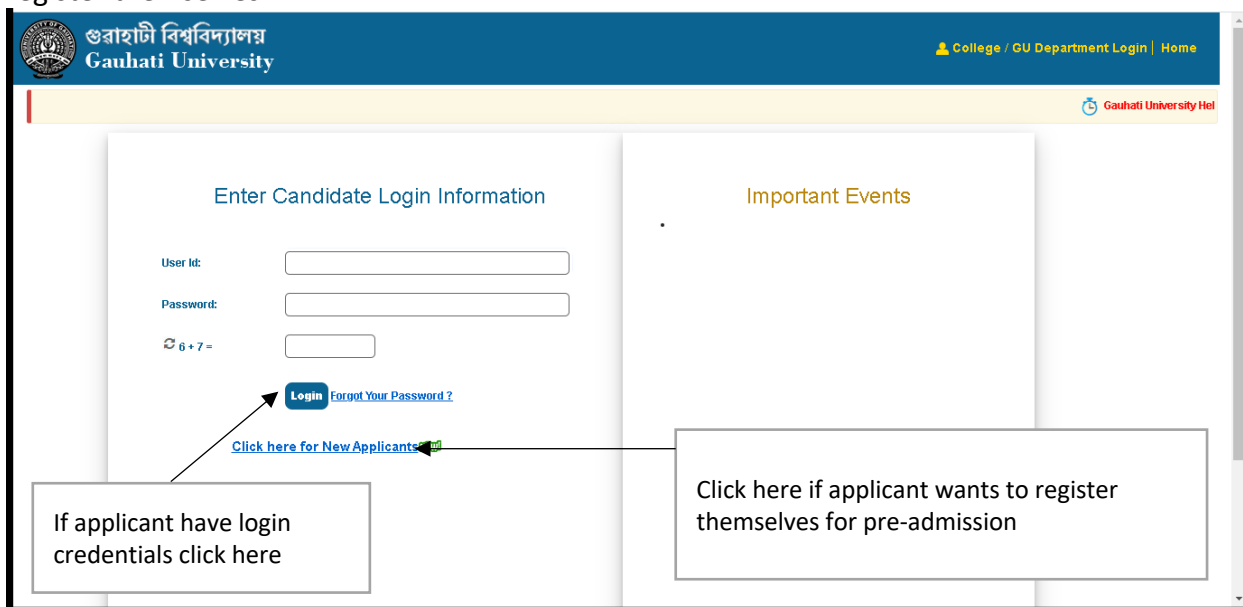 গুৱাহাটী বিশ্ববিদ্যালয়
Gauhati University
College / GU Department Login | Home
Gauhati University Hel
Enter Candidate Login Information
Important Events
User Id:
Password:
6 + 7 =
Login Forgot Your Password ?
Click here for New Applicants
If applicant have login
credentials click here
Click here if applicant wants to register
themselves for pre-admission